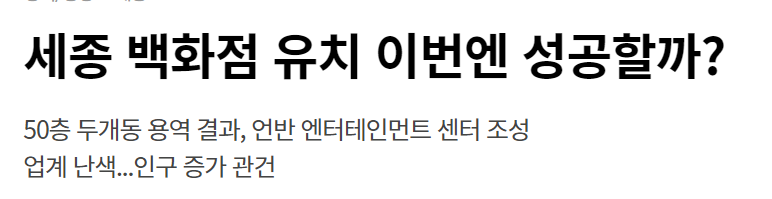 세종 백화점 유치 이번엔 성공할까?
50층 두개동 용역 결과, 언반 엔터테인먼트 센터 조성
업계 난색...인구 증가 관건